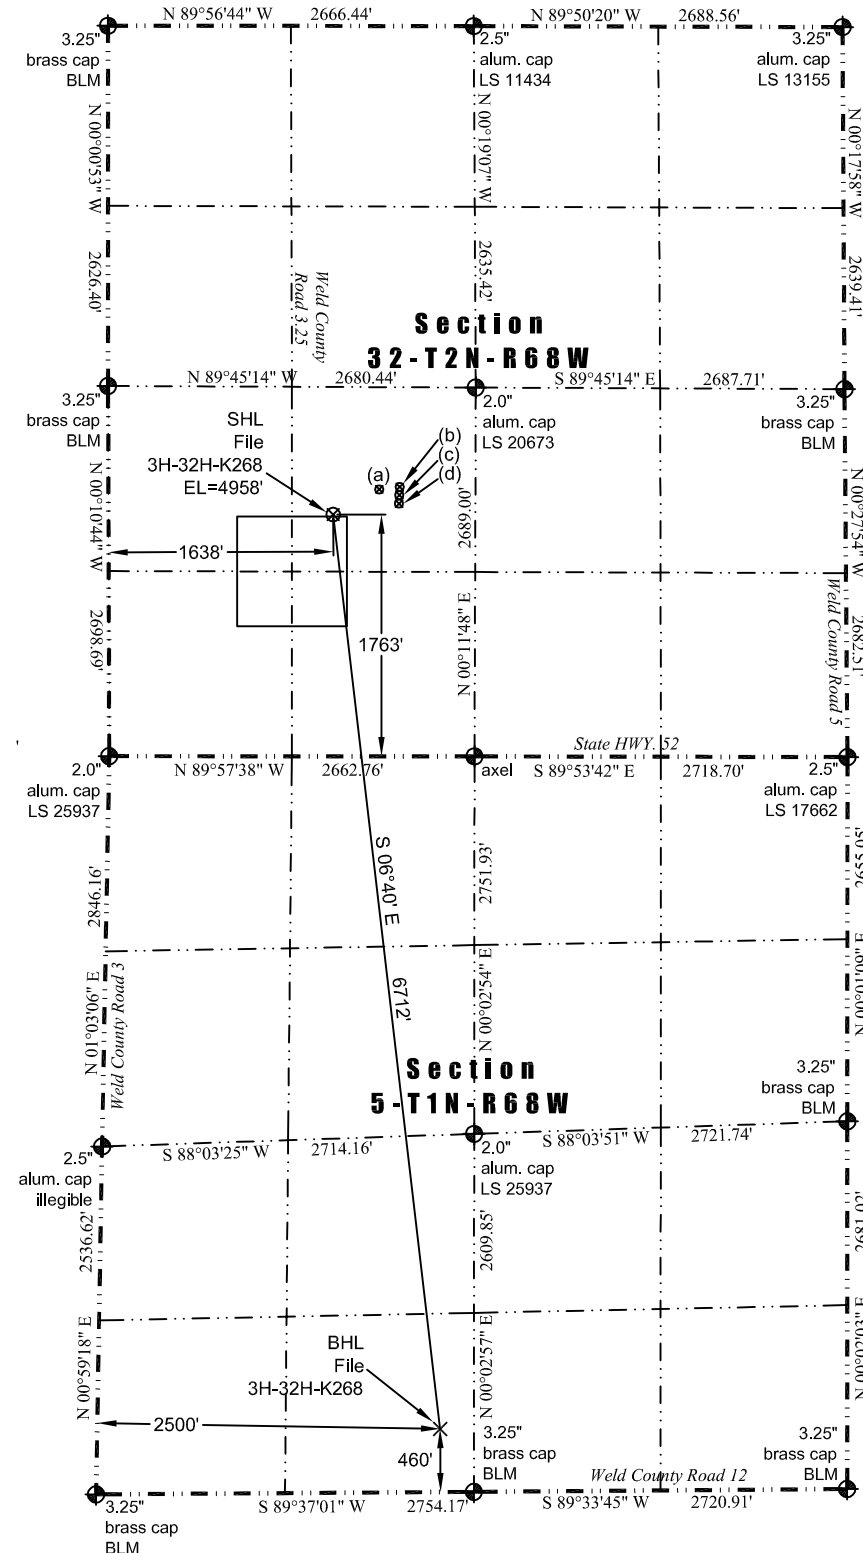 N 89°56'44" W 2666.44'
N 89°50'20" W 2688.56'
3.25"
brass cap
BLM
2.5"
alum. cap
LS 11434
3.25"
alum. cap
LS 13155
N 00°00'53" W
2626.40'
N 00°19'07" W
2635.42'
N 00°17'58" W
2639.41'
Weld County
Road 3.25
Section
32-T2N-R68W
N 89°45'14" W 2680.44'
S 89°45'14" E 2687.71'
3.25"
brass cap
BLM
2.0"
alum. cap
LS 20673
3.25"
brass cap
BLM
SHL
File
3H-32H-K268
EL=4958'
(a)
(b)
(c)
(d)
N 00°10'44" W
2698.69'
2689.00'
N 00°11'48" E
N 00°27'54" W
2682.51'
Weld County Road 5
1638'
1763'
State HWY. 52
N 89°57'38" W 2662.76'
S 89°53'42" E 2718.70'
2.0"
alum. cap
LS 25937
axel
2.5"
alum. cap
LS 17662
2846.16'
N 01°03'06" E
Weld County Road 3
S 06°40' E
6712'
2751.93'
N 00°02'54" E
Section
5-T1N-R68W
3.25"
brass cap
BLM
S 88°03'25" W 2714.16'
S 88°03'51" W 2721.74'
2.5"
alum. cap
illegible
2.0"
alum. cap
LS 25937
2536.62'
N 00°59'18" E
2609.85'
N 00°02'57" E
BHL
File
3H-32H-K268
2500'
460'
3.25"
brass cap
BLM
3.25"
brass cap
BLM
Weld County Road 12
S 89°37'01" W 2754.17'
S 89°33'45" W 2720.91'
3.25"
brass cap
BLM